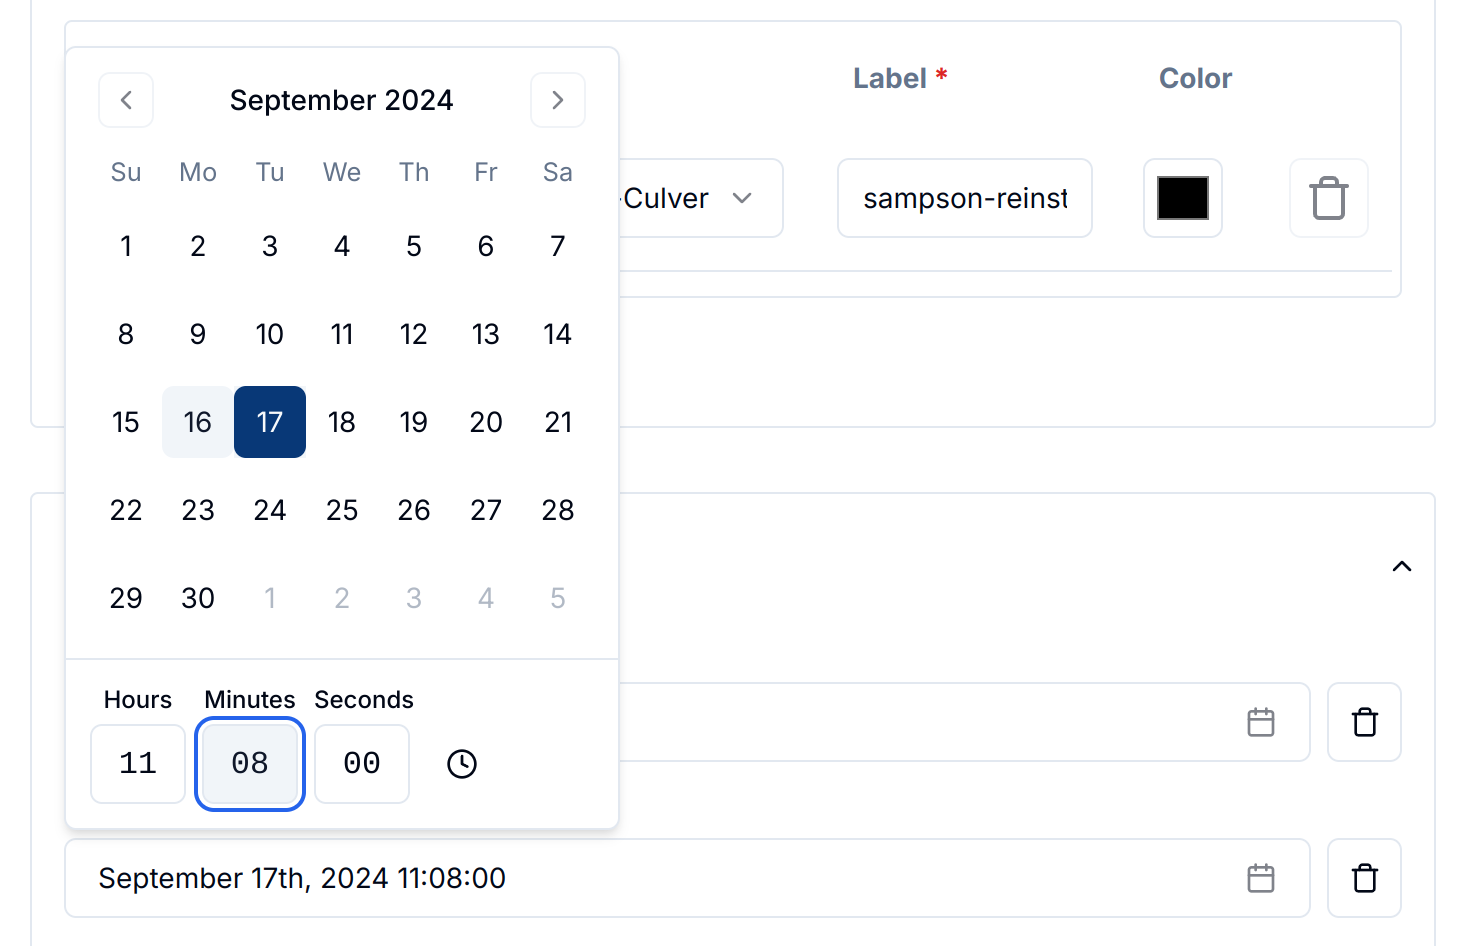 September 2024
Su Mo Tu We Th Fr Sa
1 2 3 4 5 6 7
8 9 10 11 12 13 14
15 16 17 18 19 20 21
22 23 24 25 26 27 28
29 30 1 2 3 4 5
Hours Minutes Seconds
11 08 00
Label * Color
-Culver sampson-reinst
September 17th, 2024 11:08:00